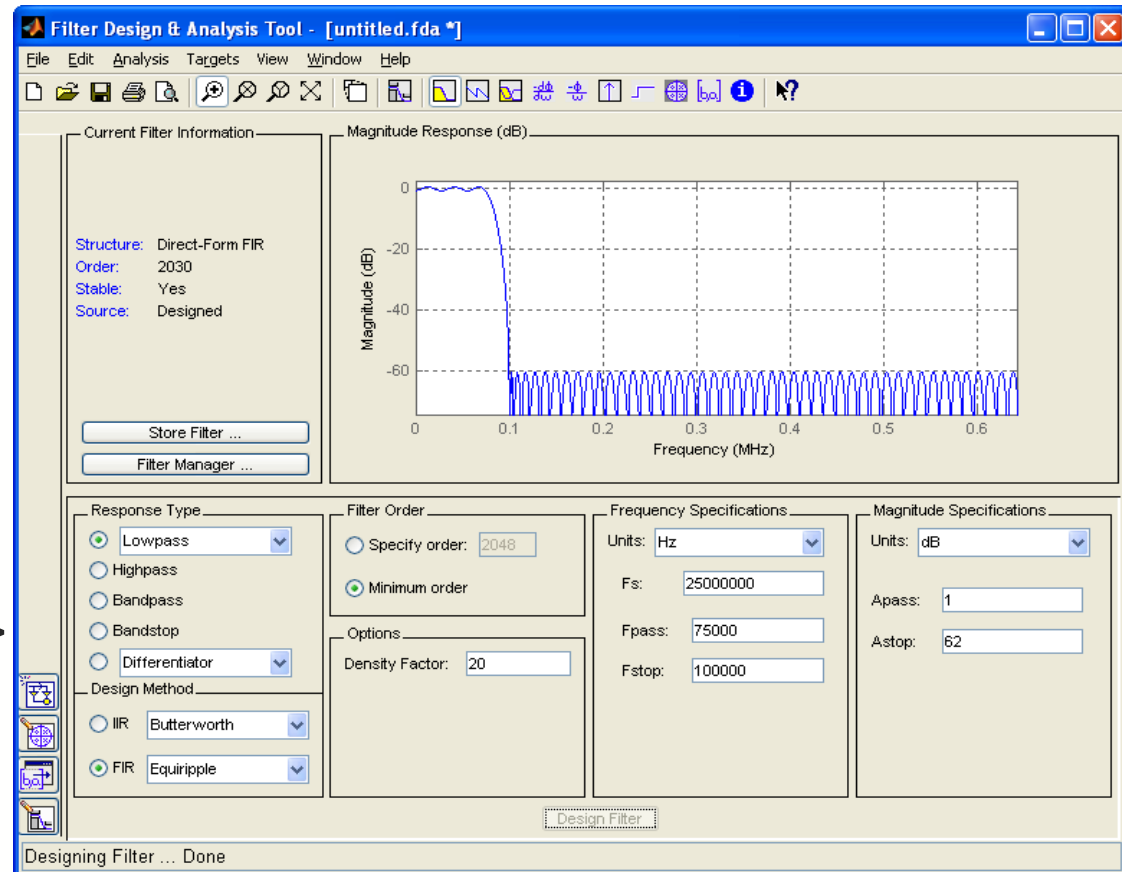 Filter Design & Analysis Tool - [untitled.fda *]
File Edit Analysis Targets View Window Help
Current Filter Information
Structure: Direct-Form FIR
Order: 2030
Stable: Yes
Source: Designed
Store Filter ...
Filter Manager ...
Magnitude Response (dB)
Magnitude (dB)
0
-20
-40
-60
0 0.1 0.2 0.3 0.4 0.5 0.6
Frequency (MHz)
Response Type
Lowpass
Highpass
Bandpass
Bandstop
Differentiator
Design Method
IIR Butterworth
FIR Equiripple
Filter Order
Specify order: 2048
Minimum order
Options
Density Factor: 20
Frequency Specifications
Units: Hz
Fs: 25000000
Fpass: 75000
Fstop: 100000
Magnitude Specifications
Units: dB
Apass: 1
Astop: 62
Design Filter
Designing Filter ... Done